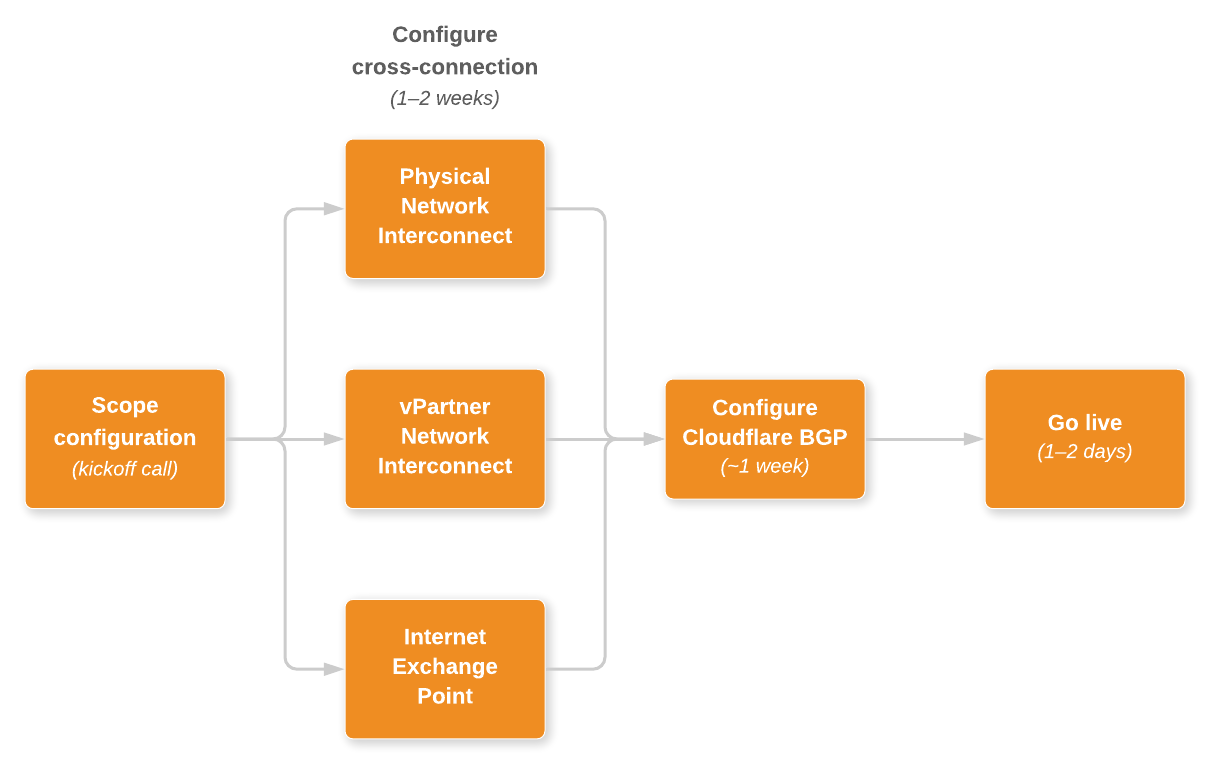 Configure
cross-connection
(1–2 weeks)
Physical
Network
Interconnect
Scope
configuration
(kickoff call)
vPartner
Network
Interconnect
Configure
Cloudflare BGP
(~1 week)
Go live
(1–2 days)
Internet
Exchange
Point